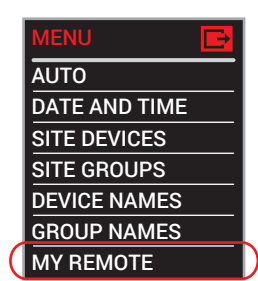 MENU
AUTO
DATE AND TIME
SITE DEVICES
SITE GROUPS
DEVICE NAMES
GROUP NAMES
MY REMOTE